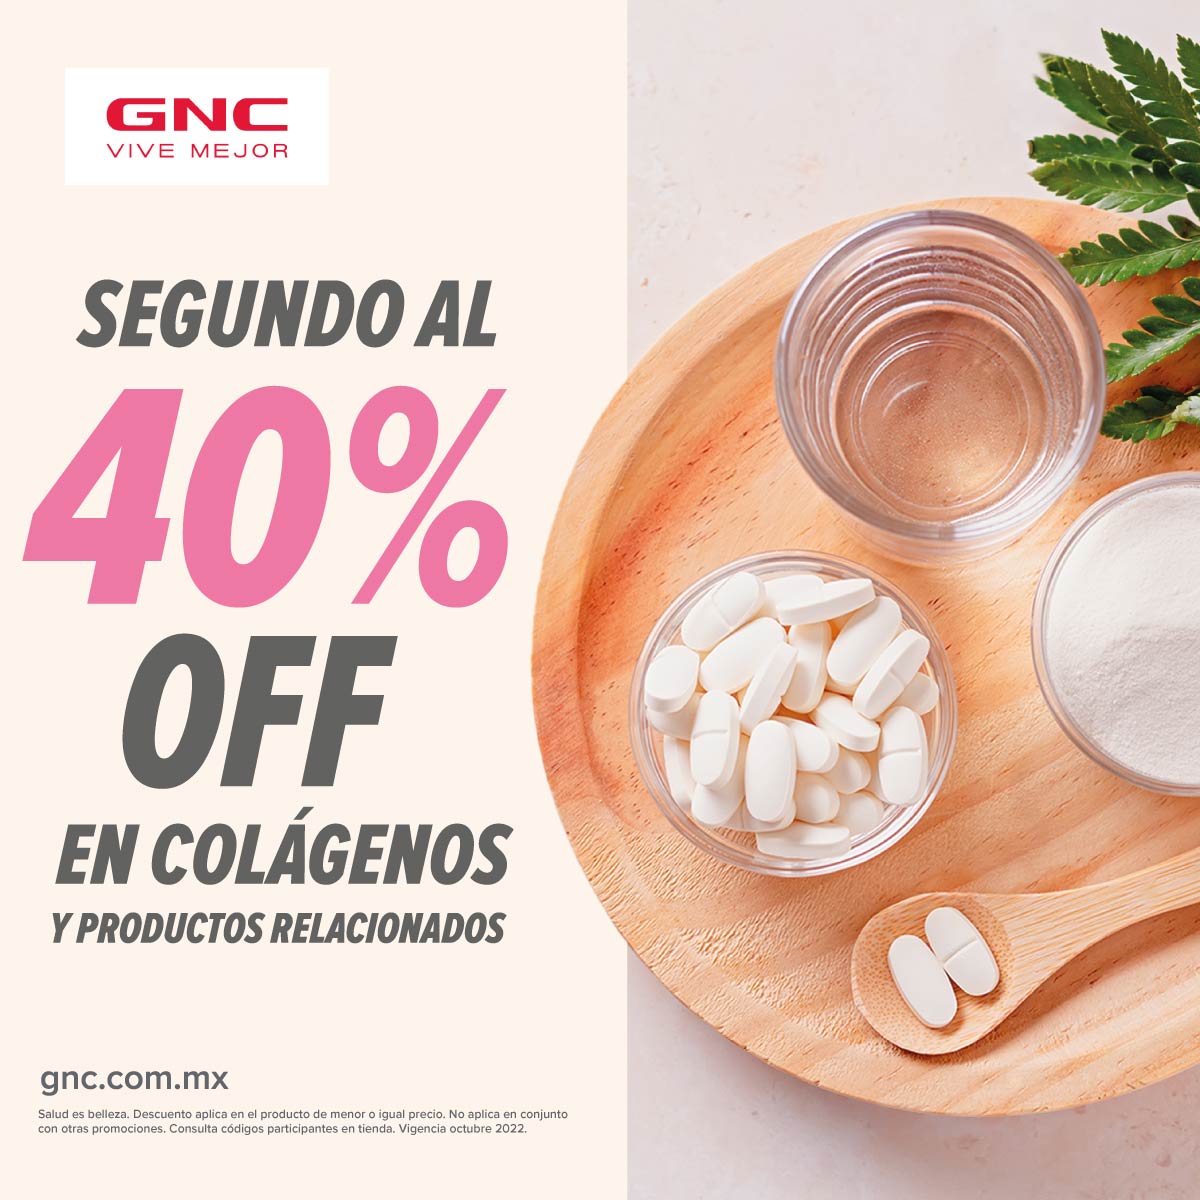 GNC
VIVE MEJOR
SEGUNDO AL
40%
OFF
EN COLÁGENOS
Y PRODUCTOS RELACIONADOS
gnc.com.mx
Salud es belleza. Descuento aplica en el producto de menor o igual precio. No aplica en conjunto
con otras promociones. Consulta códigos participantes en tienda. Vigencia octubre 2022.